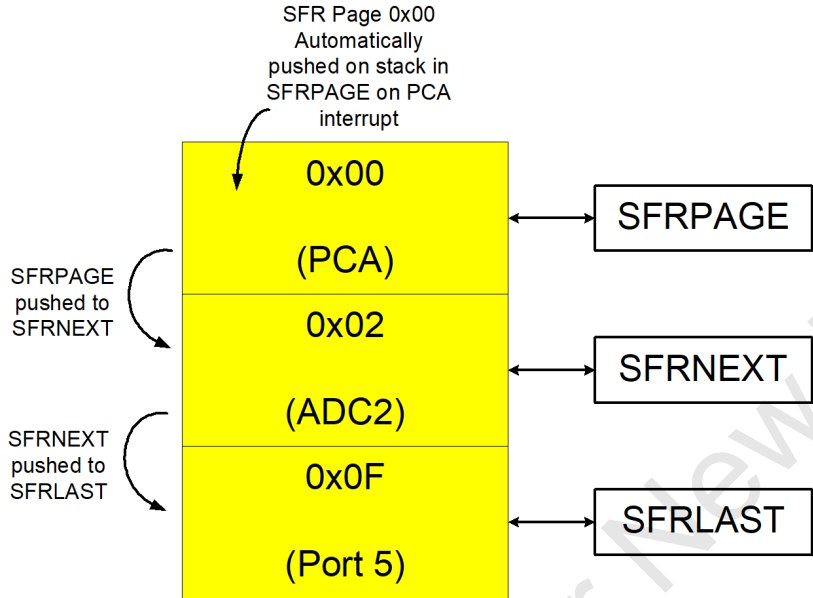 SFR Page 0x00
Automatically
pushed on stack in
SFRPAGE on PCA
interrupt
0x00
(PCA)
SFRPAGE
SFRPAGE
pushed to
SFRNEXT
0x02
(ADC2)
SFRNEXT
SFRNEXT
pushed to
SFRLAST
0x0F
(Port 5)
SFRLAST
New